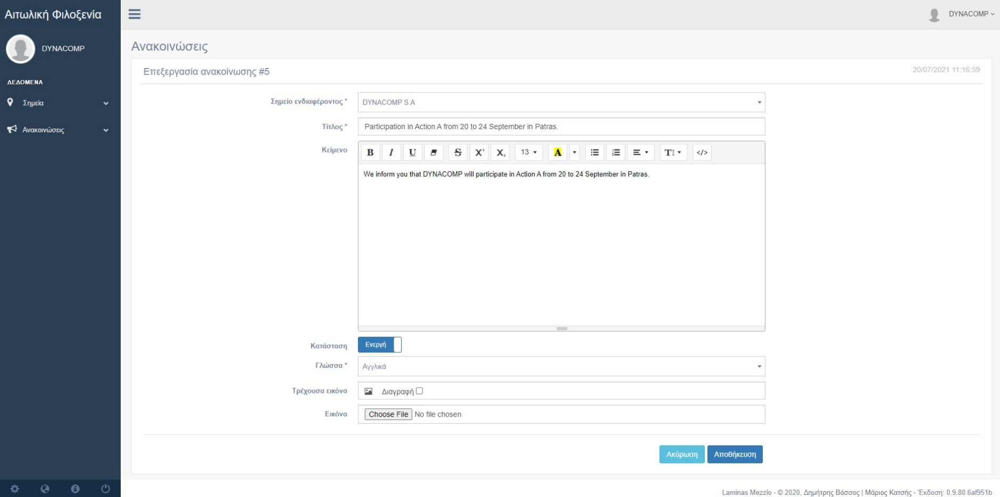 Αιτωλική Φιλοξενία
DYNACOMP
DYNACOMP
ΔΕΔΟΜΕΝΑ
Σημεία
Ανακοινώσεις
Ανακοινώσεις
Επεξεργασία ανακοίνωσης #5
20/07/2021 11:16:59
Σημείο ενδιαφέροντος *
DYNACOMP S.A
Τίτλος *
Participation in Action A from 20 to 24 September in Patras.
Κείμενο
B I U S X² X₂ 13 A T </>
We inform you that DYNACOMP will participate in Action A from 20 to 24 September in Patras.
Κατάσταση
Ενεργή
Γλώσσα *
Αγγλικά
Τρέχουσα εικόνα
Διαγραφή
Εικόνα
Choose File No file chosen
Ακύρωση
Αποθήκευση
Laminas Mezzio - © 2020, Δημήτρης Βόσσος | Μάριος Κατσής - Έκδοση: 0.9.80.6af951b